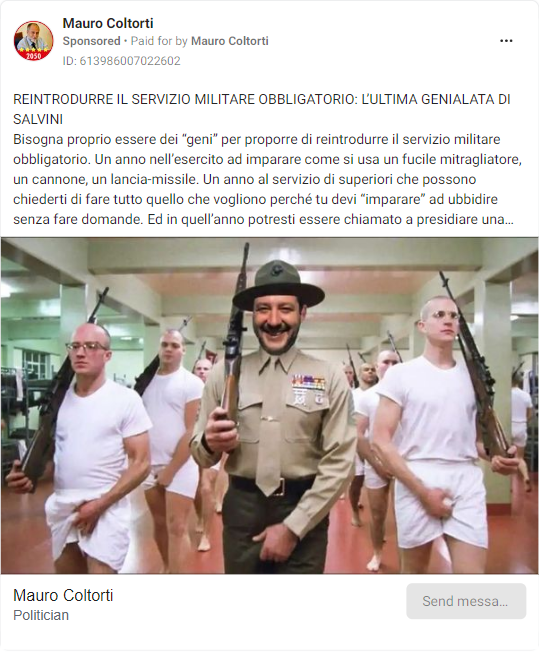 Mauro Coltorti
Sponsored • Paid for by Mauro Coltorti
ID: 613986007022602
2050
REINTRODURRE IL SERVIZIO MILITARE OBBLIGATORIO: L’ULTIMA GENIALATA DI
SALVINI
Bisogna proprio essere dei “geni” per proporre di reintrodurre il servizio militare
obbligatorio. Un anno nell’esercito ad imparare come si usa un fucile mitragliatore,
un cannone, un lancia-missile. Un anno al servizio di superiori che possono
chiederti di fare tutto quello che vogliono perché tu devi “imparare” ad ubbidire
senza fare domande. Ed in quell’anno potresti essere chiamato a presidiare una...
Mauro Coltorti
Politician
Send messa...